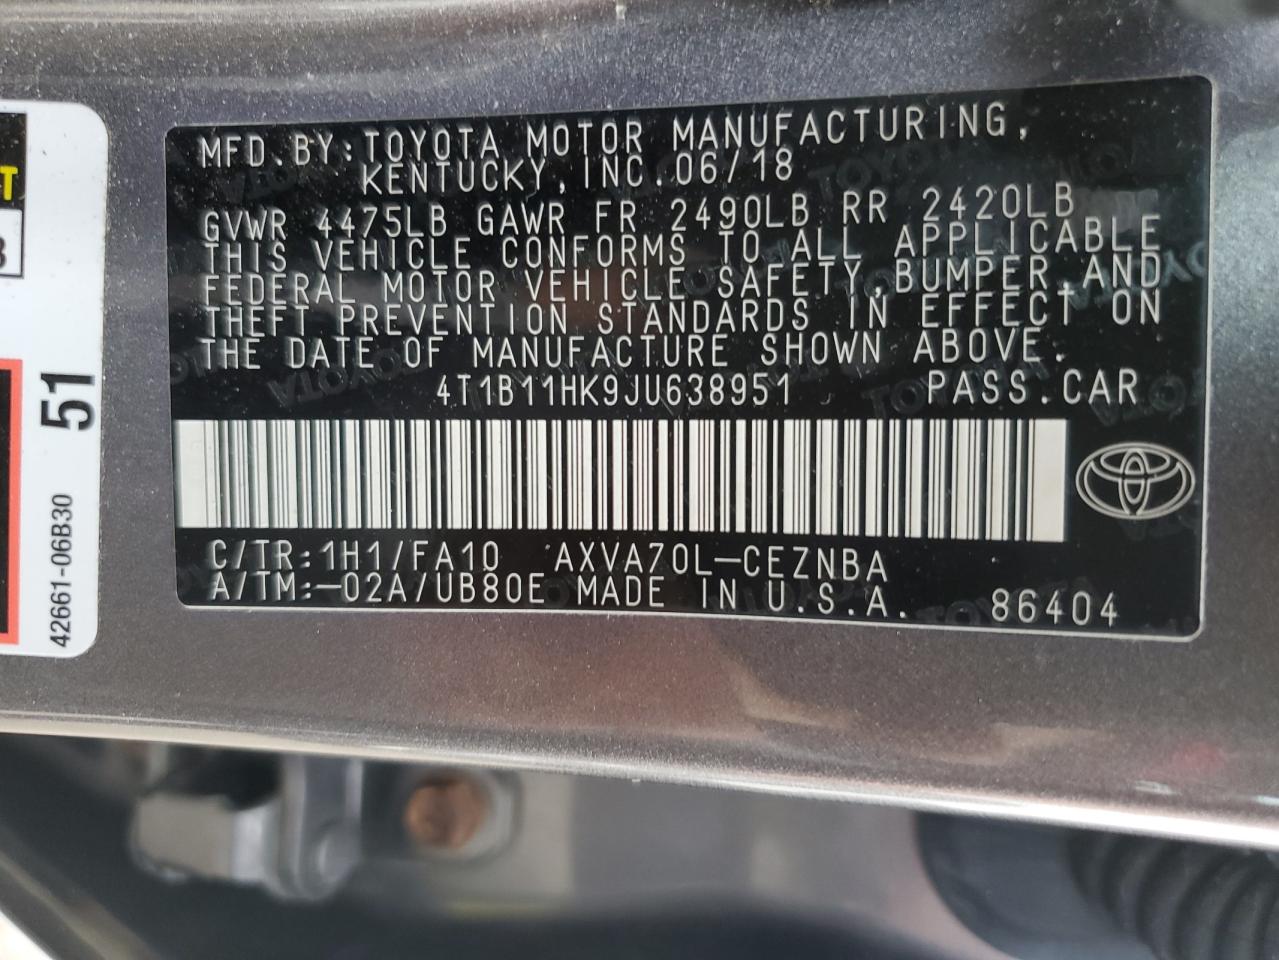 MFD.BY:TOYOTA MOTOR MANUFACTURING,
KENTUCKY, INC.06/18
GVWR 4475LB GAWR FR 2490LB RR 2420LB
THIS VEHICLE CONFORMS TO ALL APPLICABLE
FEDERAL MOTOR VEHICLE SAFETY,BUMPER,AND
THEFT PREVENTION STANDARDS IN EFFECT ON
THE DATE OF MANUFACTURE SHOWN ABOVE.
4T1B11HK9JU638951 PASS.CAR
C/TR:1H1/FA10 AXVA70L-CEZNBA
A/TM:-02A/UB80E MADE IN U.S.A. 86404
51
42661-06B30